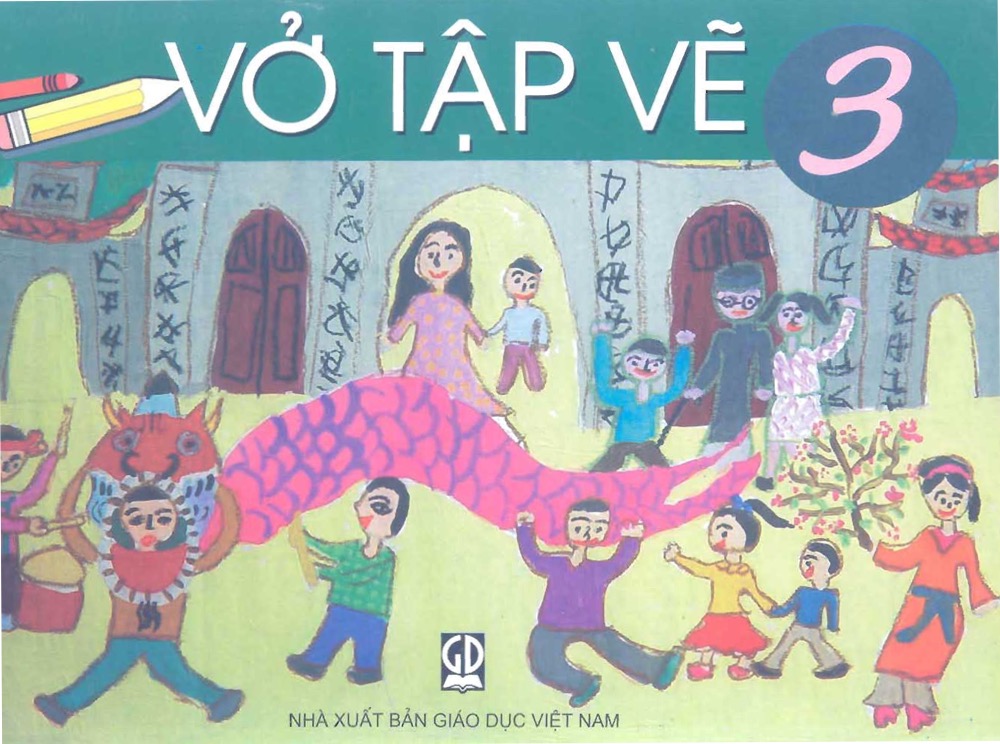 VỞ TẬP VẼ 3
GD
NHÀ XUẤT BẢN GIÁO DỤC VIỆT NAM